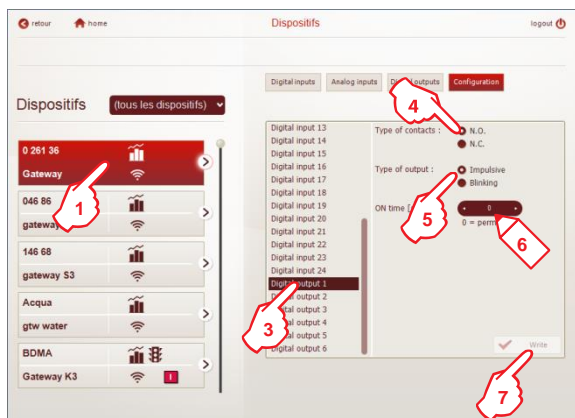 retour
home
Dispositifs
logout
Digital inputs
Analog inputs
outputs
Configuration
Dispositifs
(tous les dispositifs)
0 261 36
Gateway
046 86
gateway
146 68
gateway S3
Acqua
gtw water
BDMA
Gateway K3
I
Digital input 13
Digital input 14
Digital input 15
Digital input 16
Digital input 17
Digital input 18
Digital input 19
Digital input 20
Digital input 21
Digital input 22
Digital input 23
Digital input 24
Digital output 1
Digital output 2
Digital output 3
output 4
output 5
Digital output 6
Type of contacts :
N.O.
N.C.
Type of output :
Impulsive
Blinking
ON time
0
0 = perm
Write
1
3
4
5
6
7